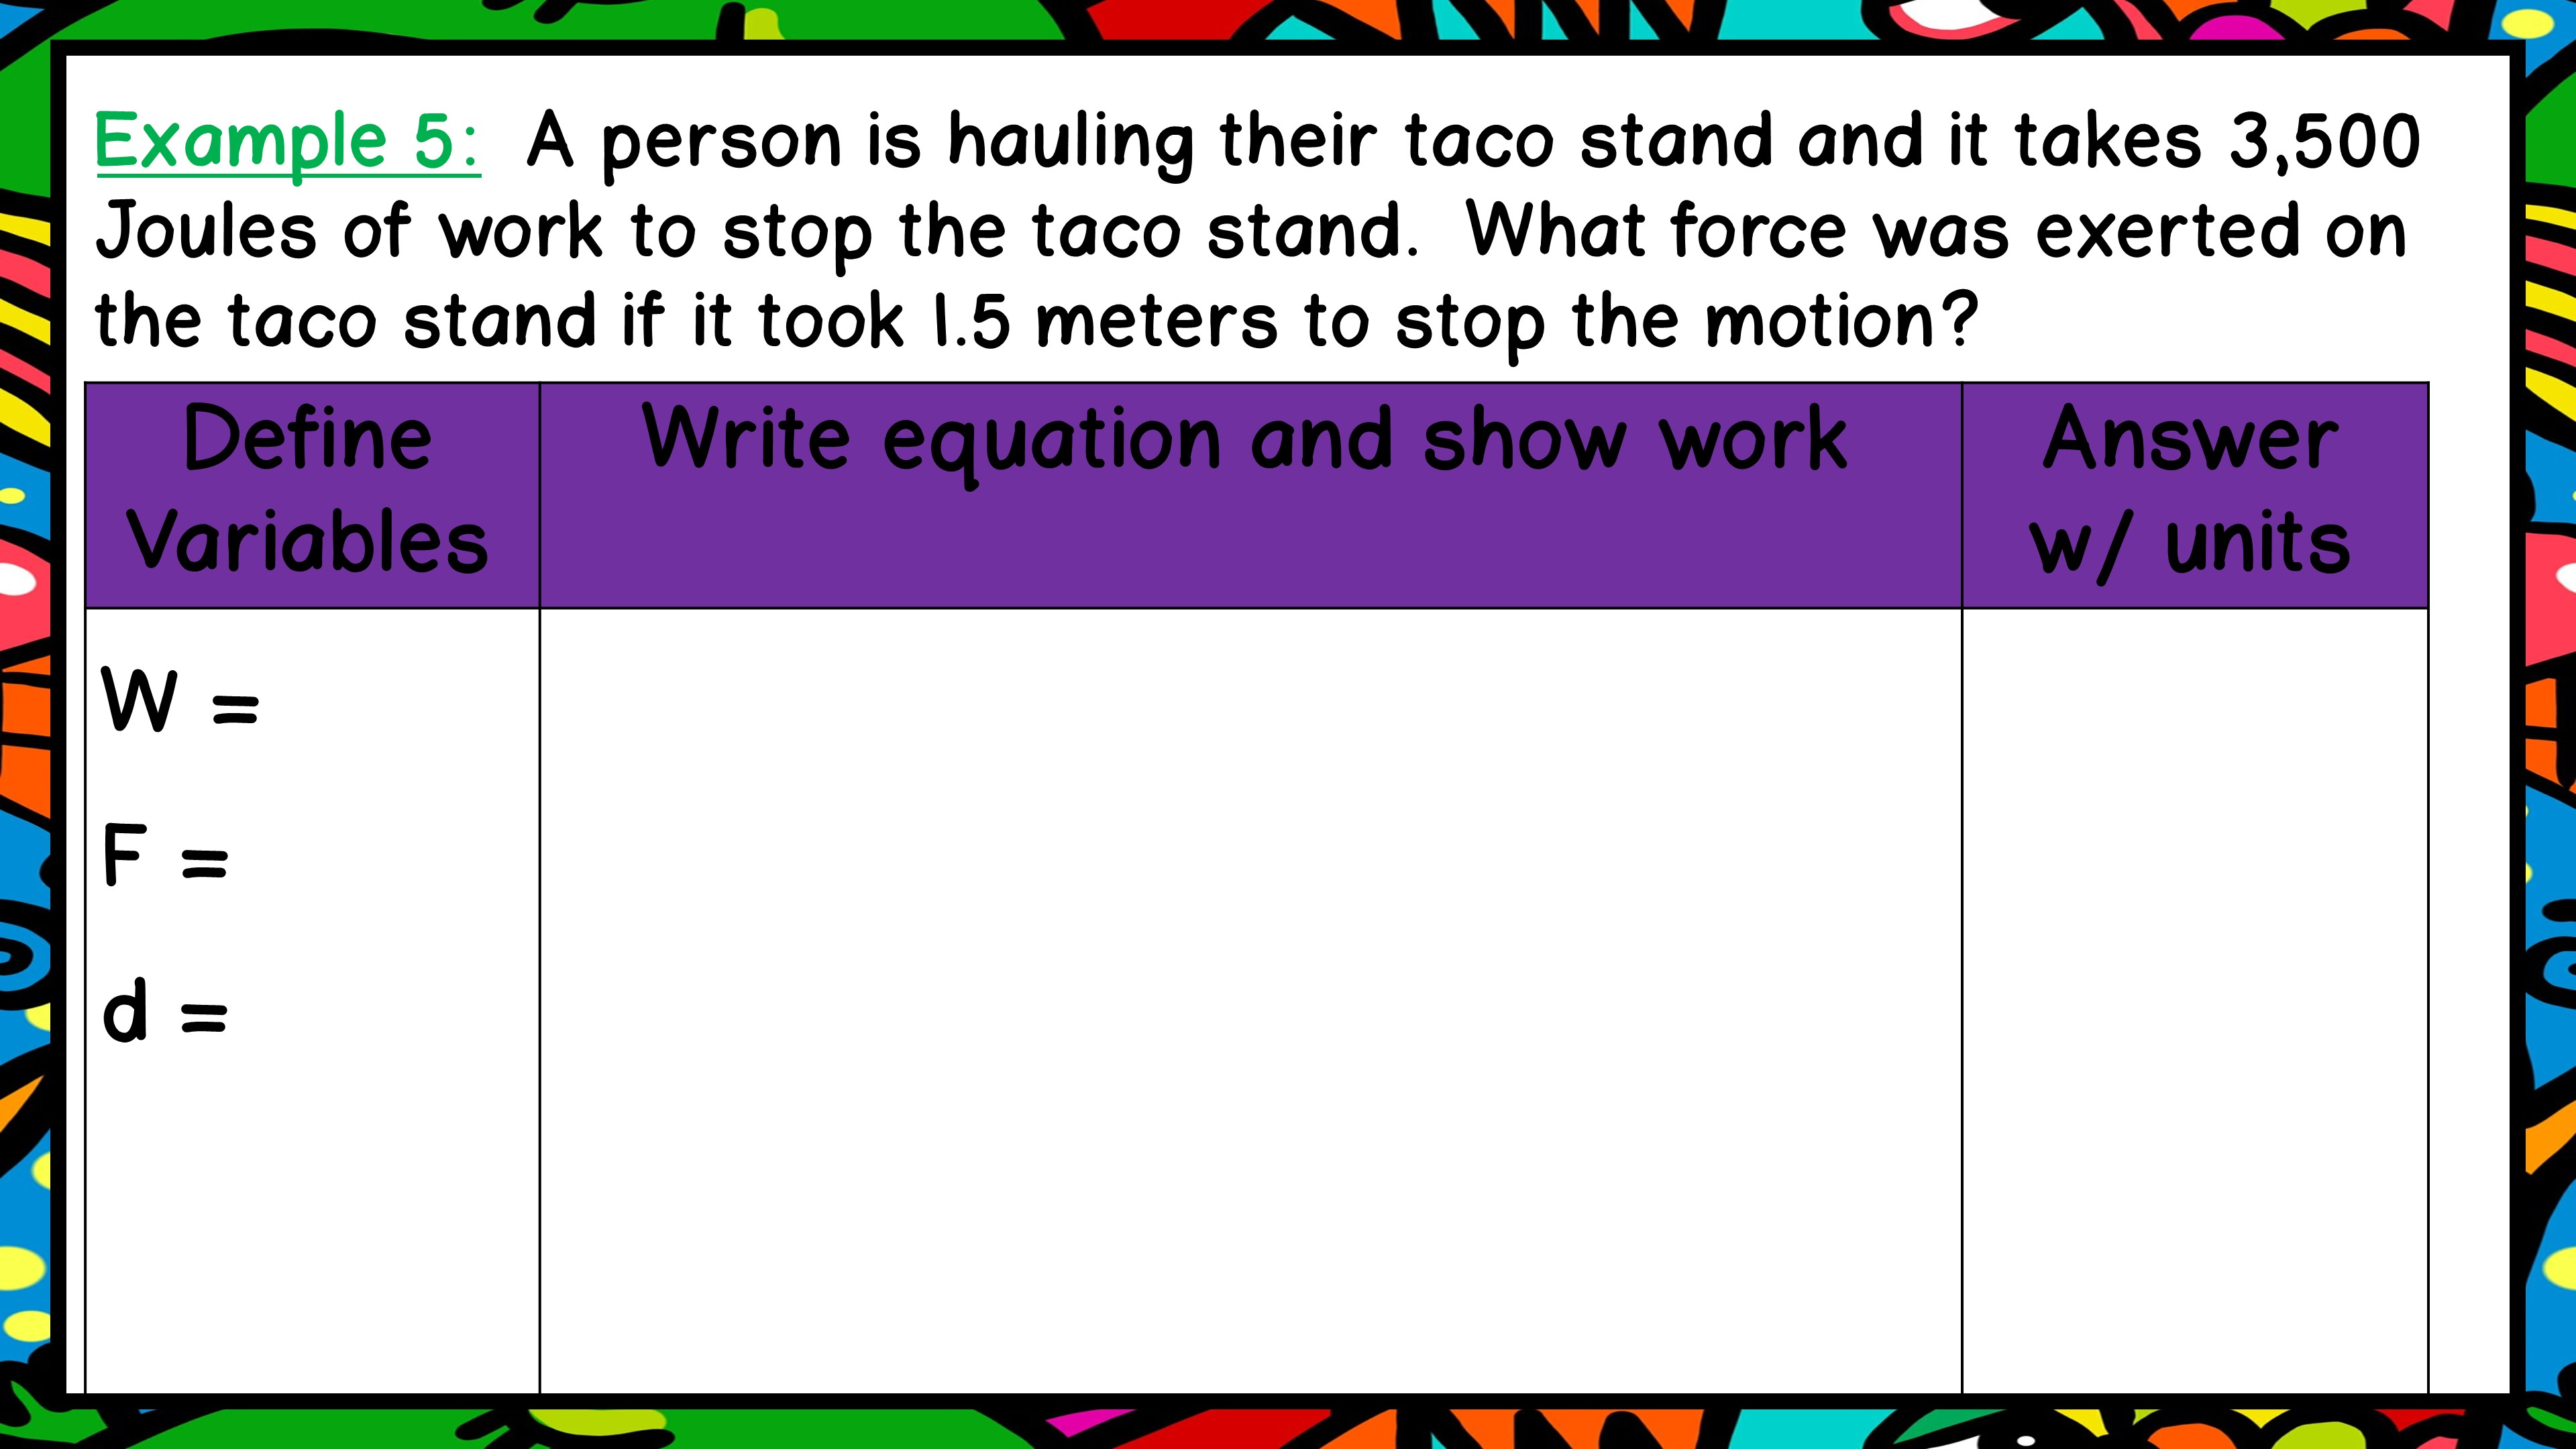 Example 5:  A person is hauling their taco stand and it takes 3,500
Joules of work to stop the taco stand.  What force was exerted on
the taco stand if it took 1.5 meters to stop the motion?
Define
Variables
Write equation and show work
Answer
w/ units
W =
F =
d =